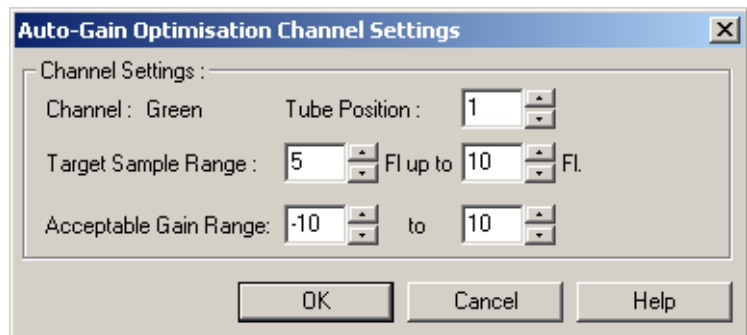 Auto-Gain Optimisation Channel Settings
Channel Settings :
Channel : Green Tube Position : 1
Target Sample Range : 5 Fl up to 10 Fl.
Acceptable Gain Range: -10 to 10
OK Cancel Help